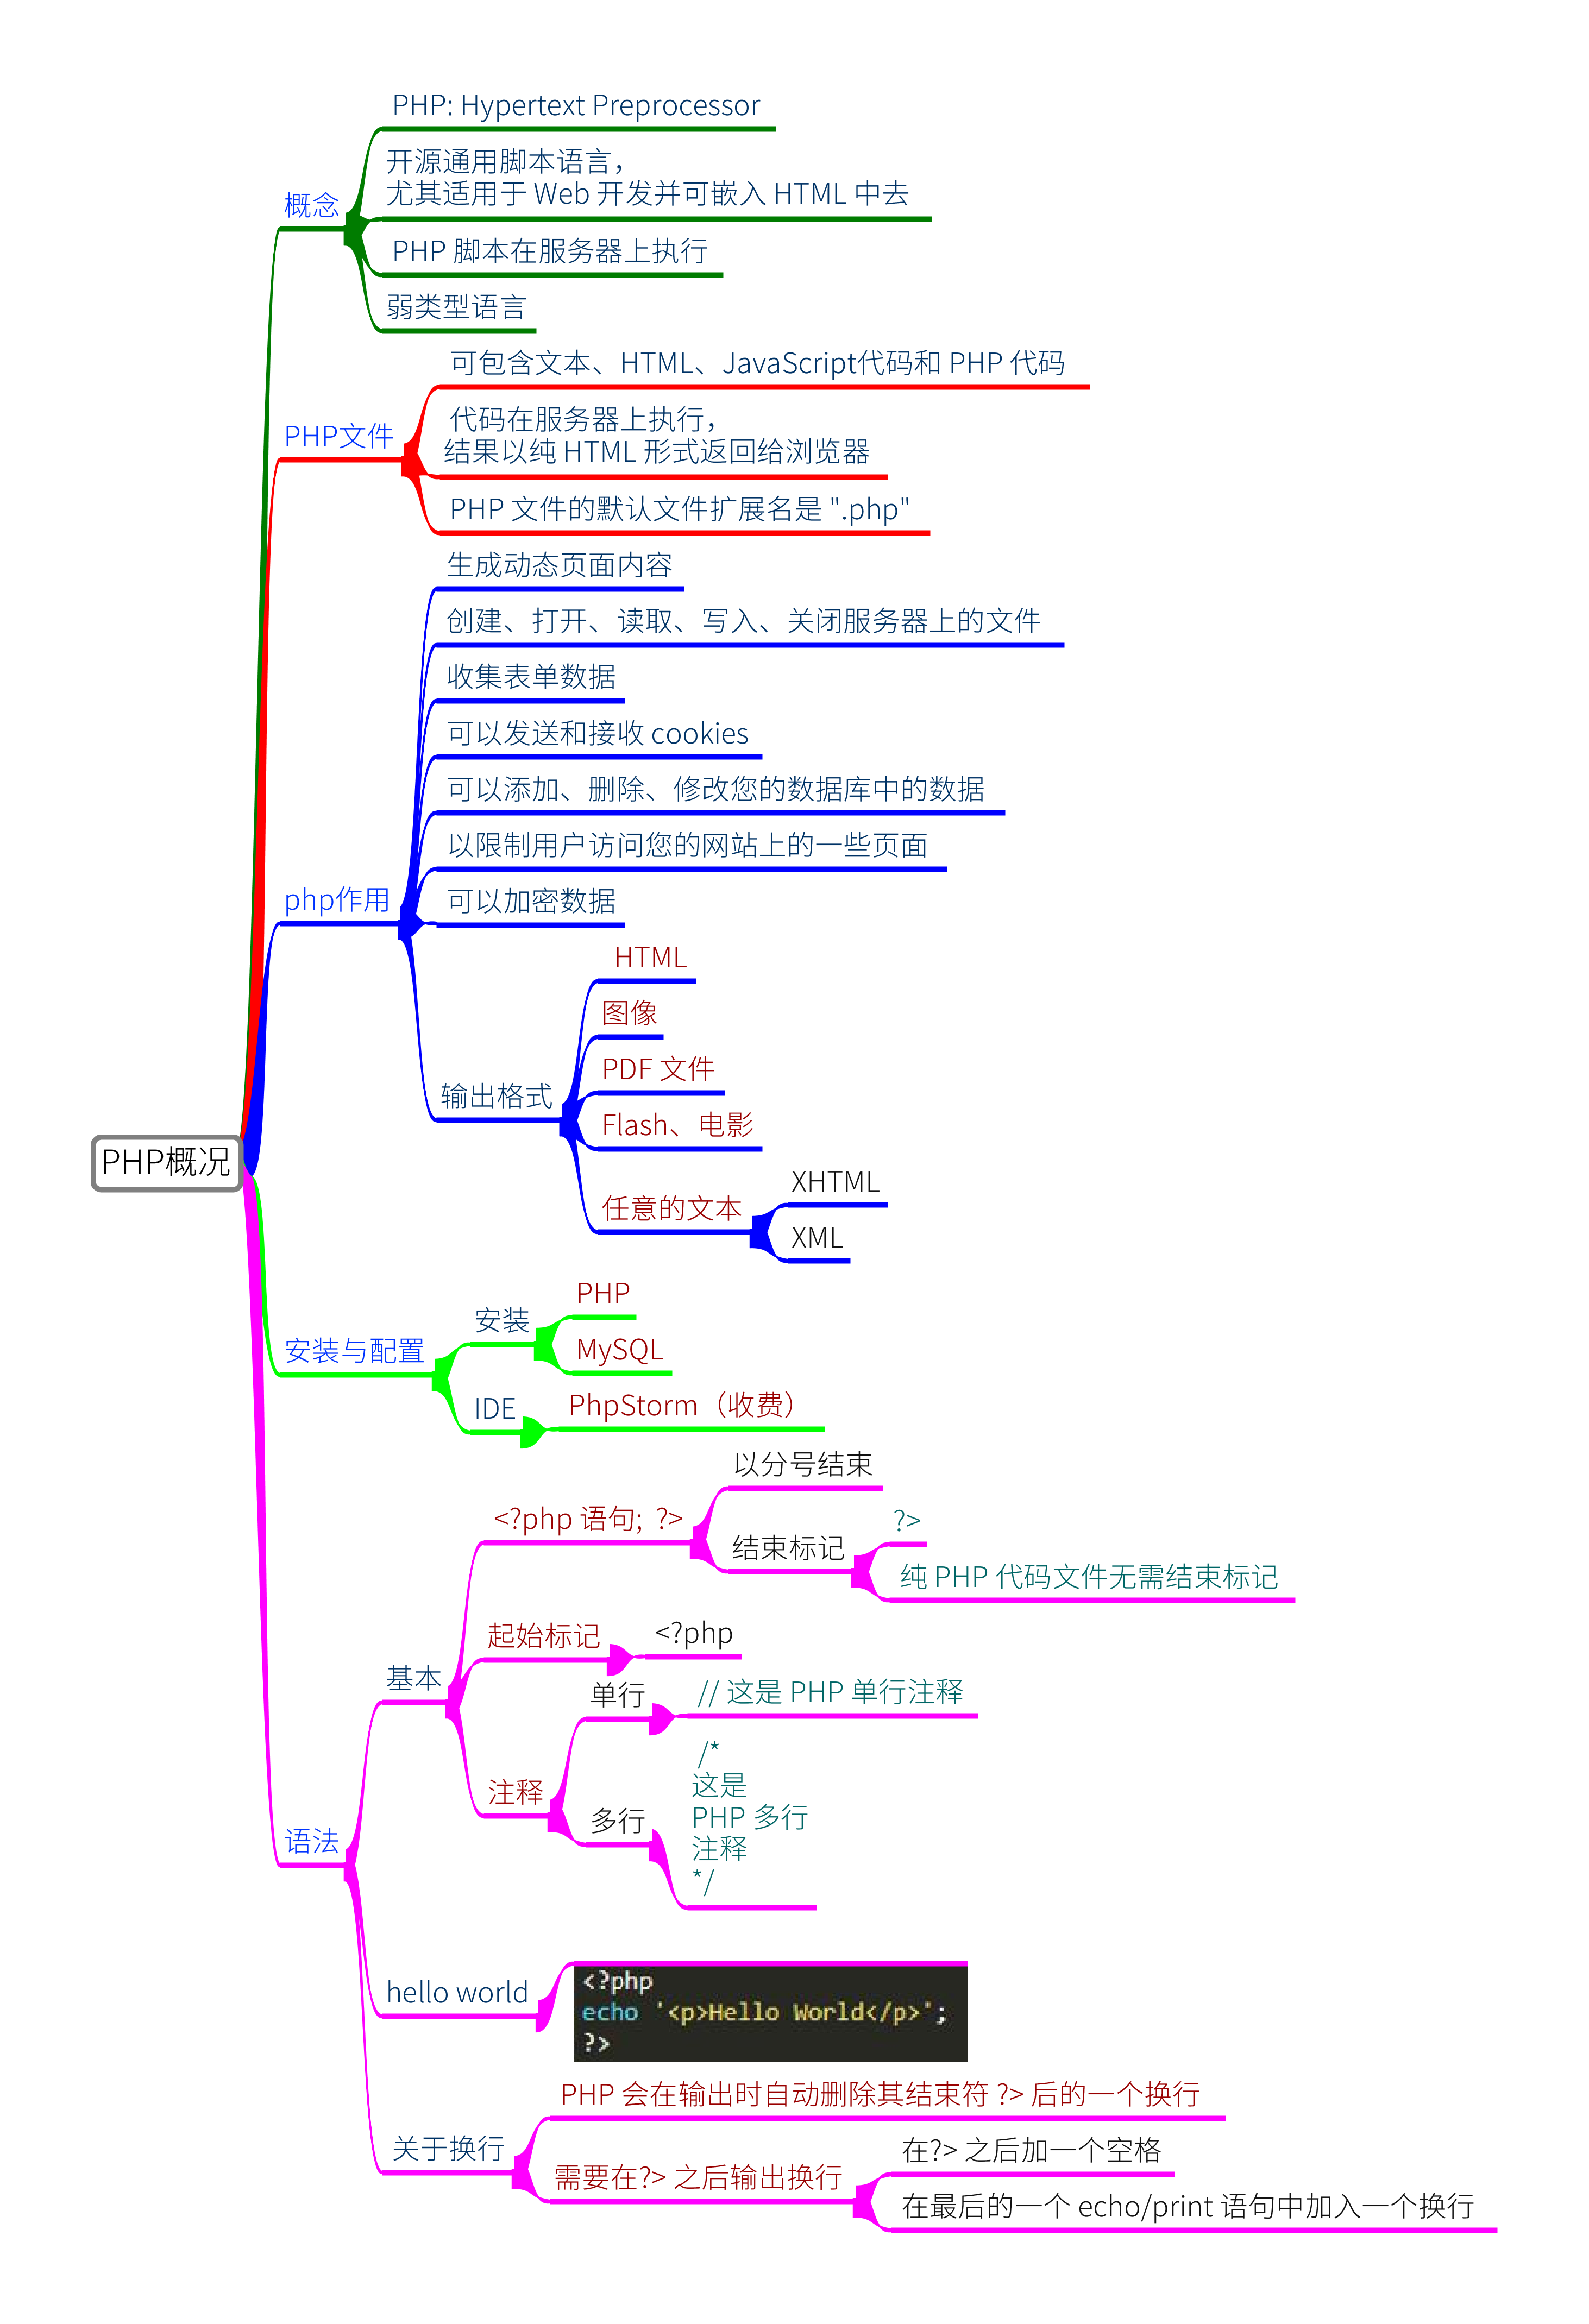 PHP概况
概念
PHP: Hypertext Preprocessor
开源通用脚本语言，
尤其适用于 Web 开发并可嵌入 HTML 中去
PHP 脚本在服务器上执行
弱类型语言
PHP文件
可包含文本、HTML、JavaScript代码和 PHP 代码
代码在服务器上执行，
结果以纯 HTML 形式返回给浏览器
PHP 文件的默认文件扩展名是 ".php"
php作用
生成动态页面内容
创建、打开、读取、写入、关闭服务器上的文件
收集表单数据
可以发送和接收 cookies
可以添加、删除、修改您的数据库中的数据
以限制用户访问您的网站上的一些页面
可以加密数据
输出格式
HTML
图像
PDF 文件
Flash、电影
任意的文本
XHTML
XML
安装与配置
安装
PHP
MySQL
IDE
PhpStorm（收费）
语法
基本
<?php 语句;  ?>
以分号结束
结束标记
?>
纯 PHP 代码文件无需结束标记
起始标记
<?php
注释
单行
// 这是 PHP 单行注释
多行
/*
这是
PHP 多行
注释
*/
hello world
<?php
echo '<p>Hello World</p>';
?>
关于换行
PHP 会在输出时自动删除其结束符 ?> 后的一个换行
需要在?> 之后输出换行
在?> 之后加一个空格
在最后的一个 echo/print 语句中加入一个换行